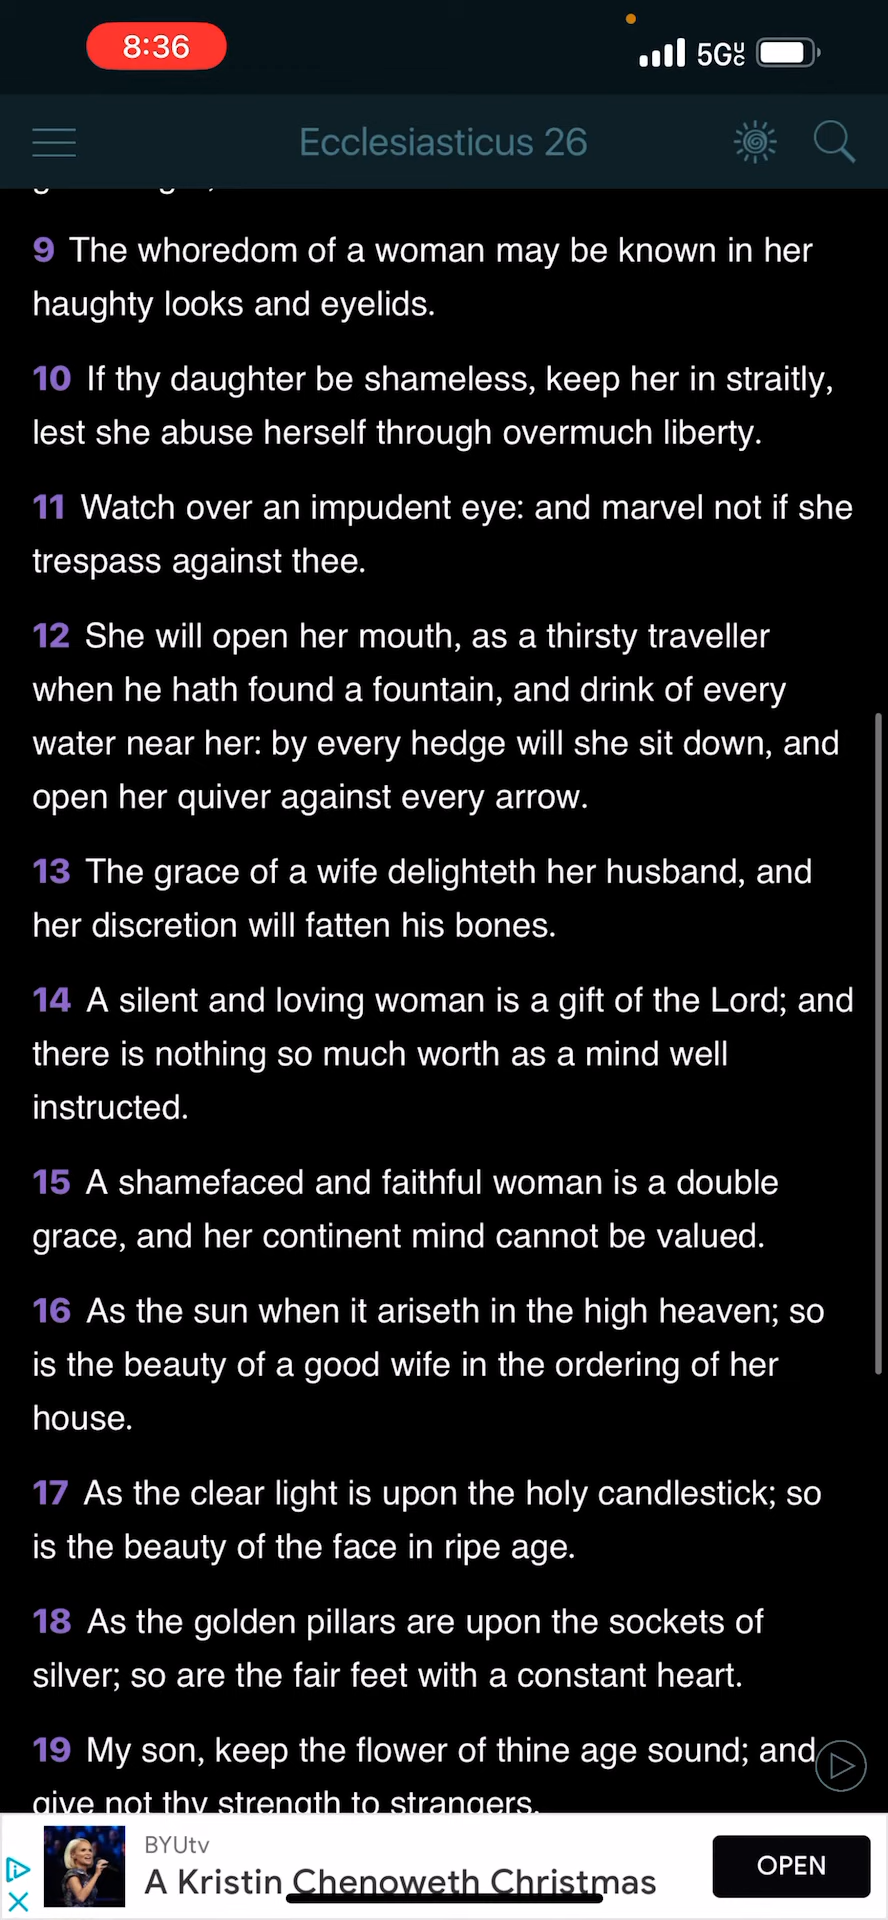 8:36
5G UC
Ecclesiasticus 26
9 The whoredom of a woman may be known in her
haughty looks and eyelids.
10 If thy daughter be shameless, keep her in straitly,
lest she abuse herself through overmuch liberty.
11 Watch over an impudent eye: and marvel not if she
trespass against thee.
12 She will open her mouth, as a thirsty traveller
when he hath found a fountain, and drink of every
water near her: by every hedge will she sit down, and
open her quiver against every arrow.
13 The grace of a wife delighteth her husband, and
her discretion will fatten his bones.
14 A silent and loving woman is a gift of the Lord; and
there is nothing so much worth as a mind well
instructed.
15 A shamefaced and faithful woman is a double
grace, and her continent mind cannot be valued.
16 As the sun when it ariseth in the high heaven; so
is the beauty of a good wife in the ordering of her
house.
17 As the clear light is upon the holy candlestick; so
is the beauty of the face in ripe age.
18 As the golden pillars are upon the sockets of
silver; so are the fair feet with a constant heart.
19 My son, keep the flower of thine age sound; and
give not thy strength to strangers.
BYUtv
A Kristin Chenoweth Christmas
OPEN